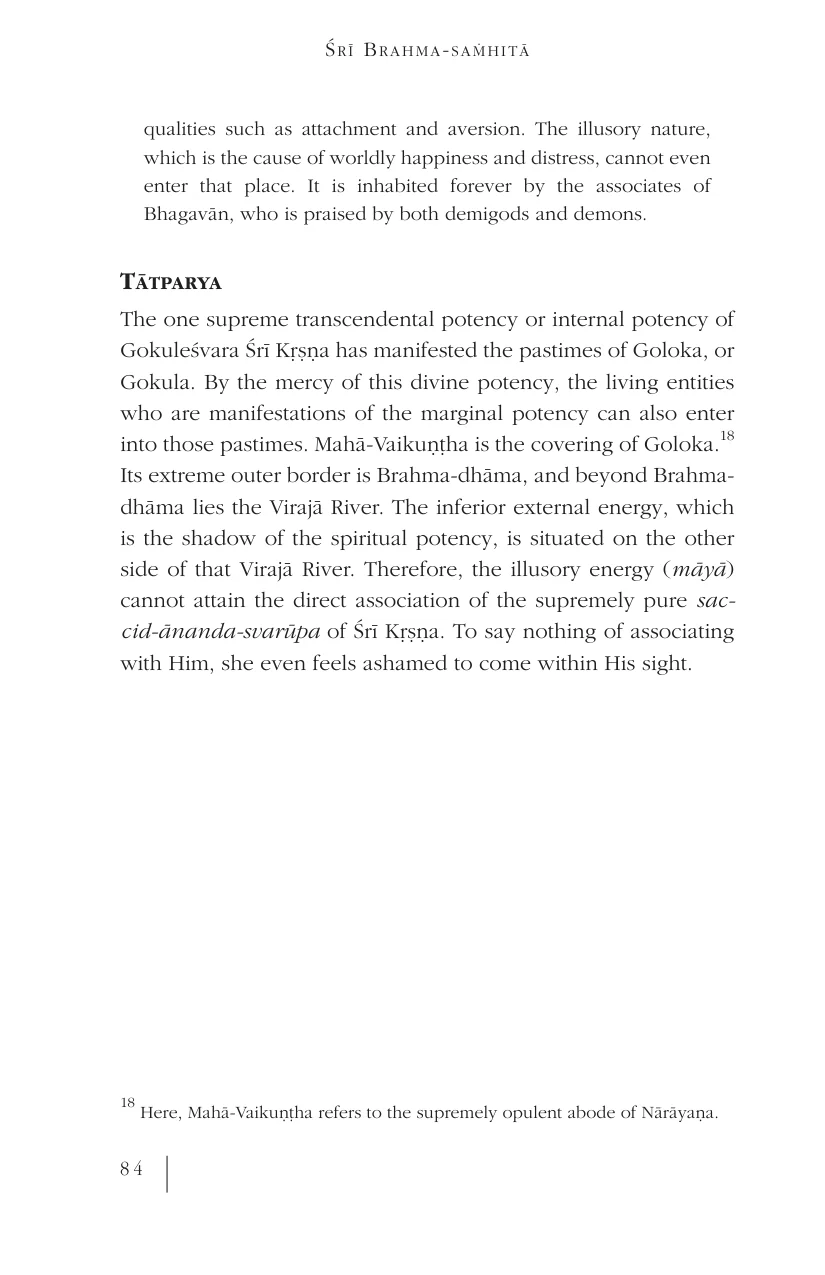 Śrī Brahma-saṁhitā
qualities such as attachment and aversion. The illusory nature,
which is the cause of worldly happiness and distress, cannot even
enter that place. It is inhabited forever by the associates of
Bhagavān, who is praised by both demigods and demons.
Tātparya
The one supreme transcendental potency or internal potency of
Gokuleśvara Śrī Kṛṣṇa has manifested the pastimes of Goloka, or
Gokula. By the mercy of this divine potency, the living entities
who are manifestations of the marginal potency can also enter
into those pastimes. Mahā-Vaikuṇṭha is the covering of Goloka.18
Its extreme outer border is Brahma-dhāma, and beyond Brahma-
dhāma lies the Virajā River. The inferior external energy, which
is the shadow of the spiritual potency, is situated on the other
side of that Virajā River. Therefore, the illusory energy (māyā)
cannot attain the direct association of the supremely pure sac-
cid-ānanda-svarūpa of Śrī Kṛṣṇa. To say nothing of associating
with Him, she even feels ashamed to come within His sight.
18 Here, Mahā-Vaikuṇṭha refers to the supremely opulent abode of Nārāyaṇa.
84